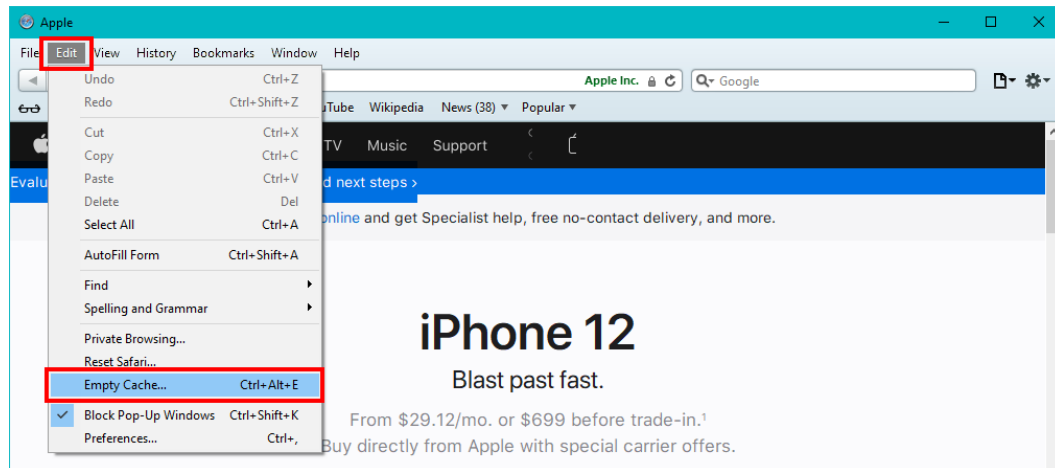 Apple
File Edit View History Bookmarks Window Help
Apple Inc. Google
uTube Wikipedia News (38) Popular
TV Music Support
Evalu d next steps >
online and get Specialist help, free no-contact delivery, and more.
Undo Ctrl+Z
Redo Ctrl+Shift+Z
Cut Ctrl+X
Copy Ctrl+C
Paste Ctrl+V
Delete Del
Select All Ctrl+A
AutoFill Form Ctrl+Shift+A
Find
Spelling and Grammar
Private Browsing...
Reset Safari...
Empty Cache... Ctrl+Alt+E
Block Pop-Up Windows Ctrl+Shift+K
Preferences... Ctrl+,
iPhone 12
Blast past fast.
From $29.12/mo. or $699 before trade-in.¹
Buy directly from Apple with special carrier offers.